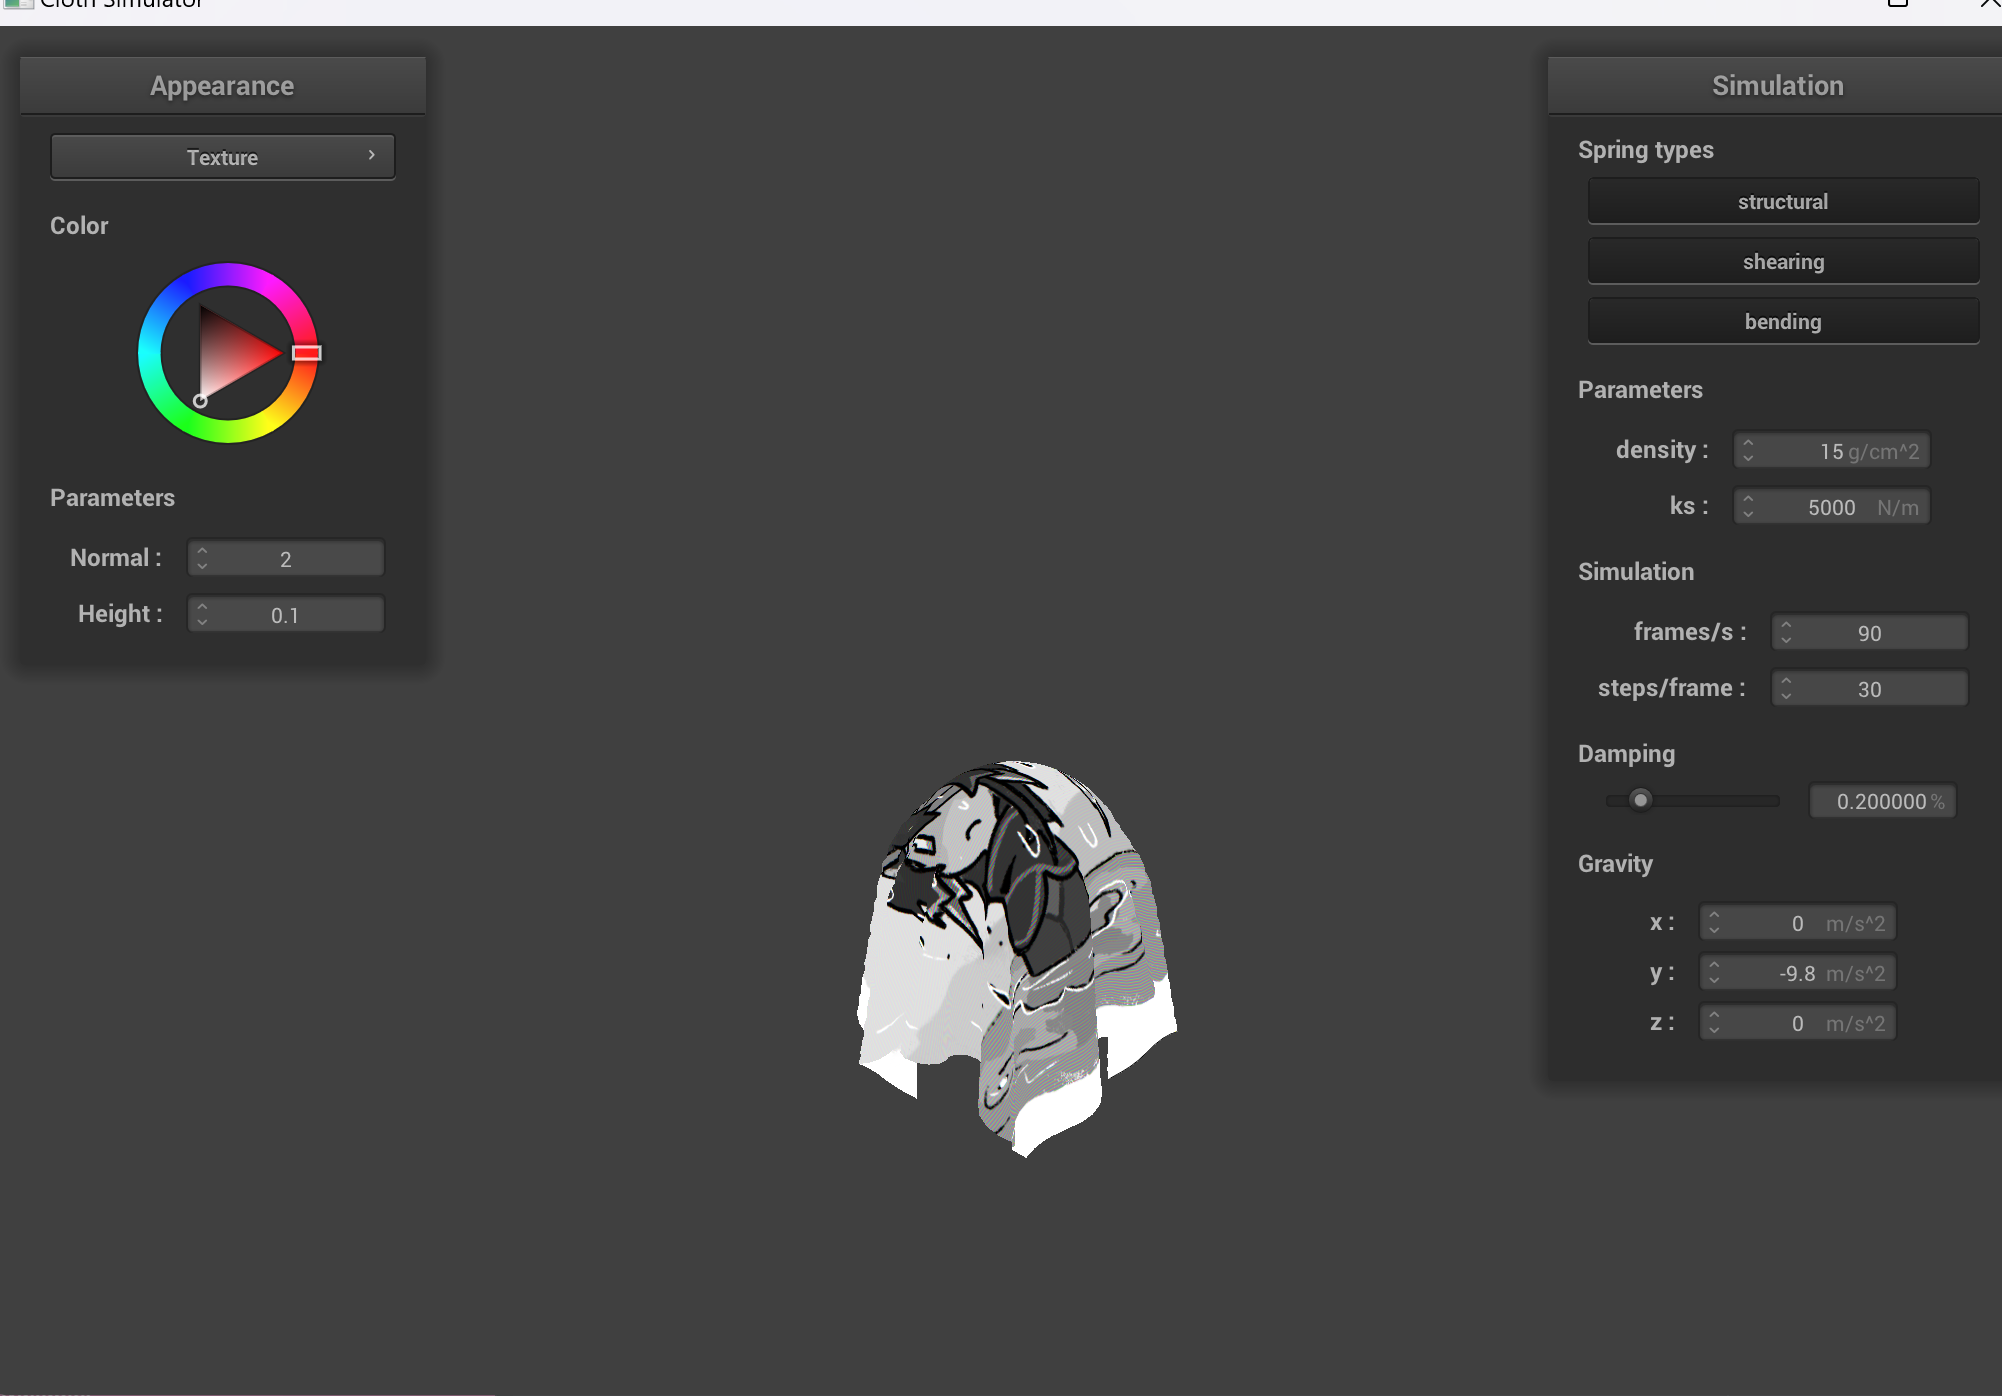 Cloth Simulator
Appearance
Texture
Color
Parameters
Normal :
2
Height :
0.1
Simulation
Spring types
structural
shearing
bending
Parameters
density :
15 g/cm^2
ks :
5000 N/m
Simulation
frames/s :
90
steps/frame :
30
Damping
0.200000 %
Gravity
x :
0 m/s^2
y :
-9.8 m/s^2
z :
0 m/s^2